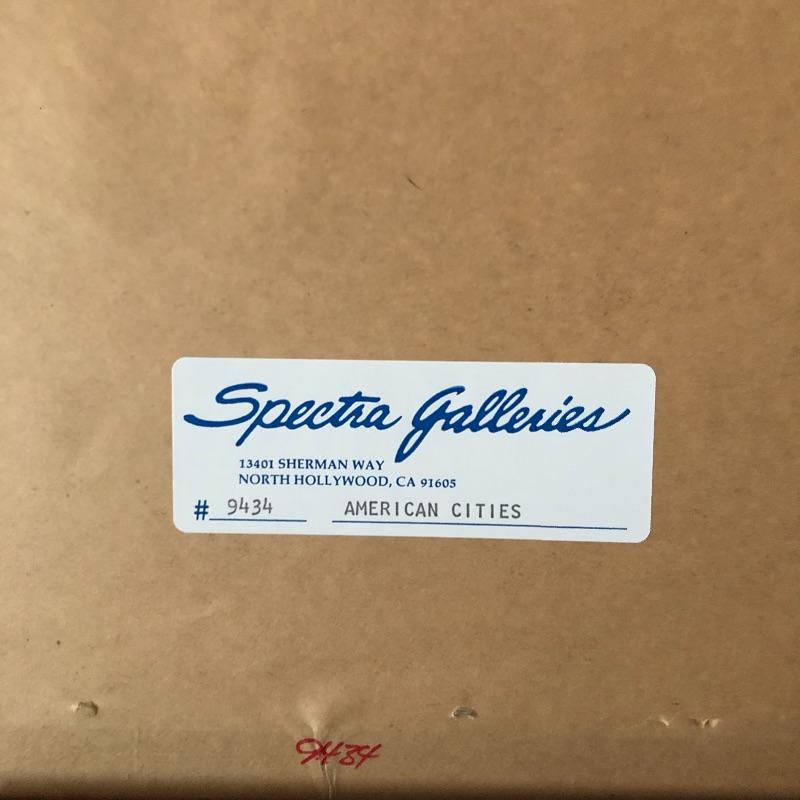 Spectra Galleries
13401 SHERMAN WAY
NORTH HOLLYWOOD, CA 91605
# 9434 AMERICAN CITIES
9434